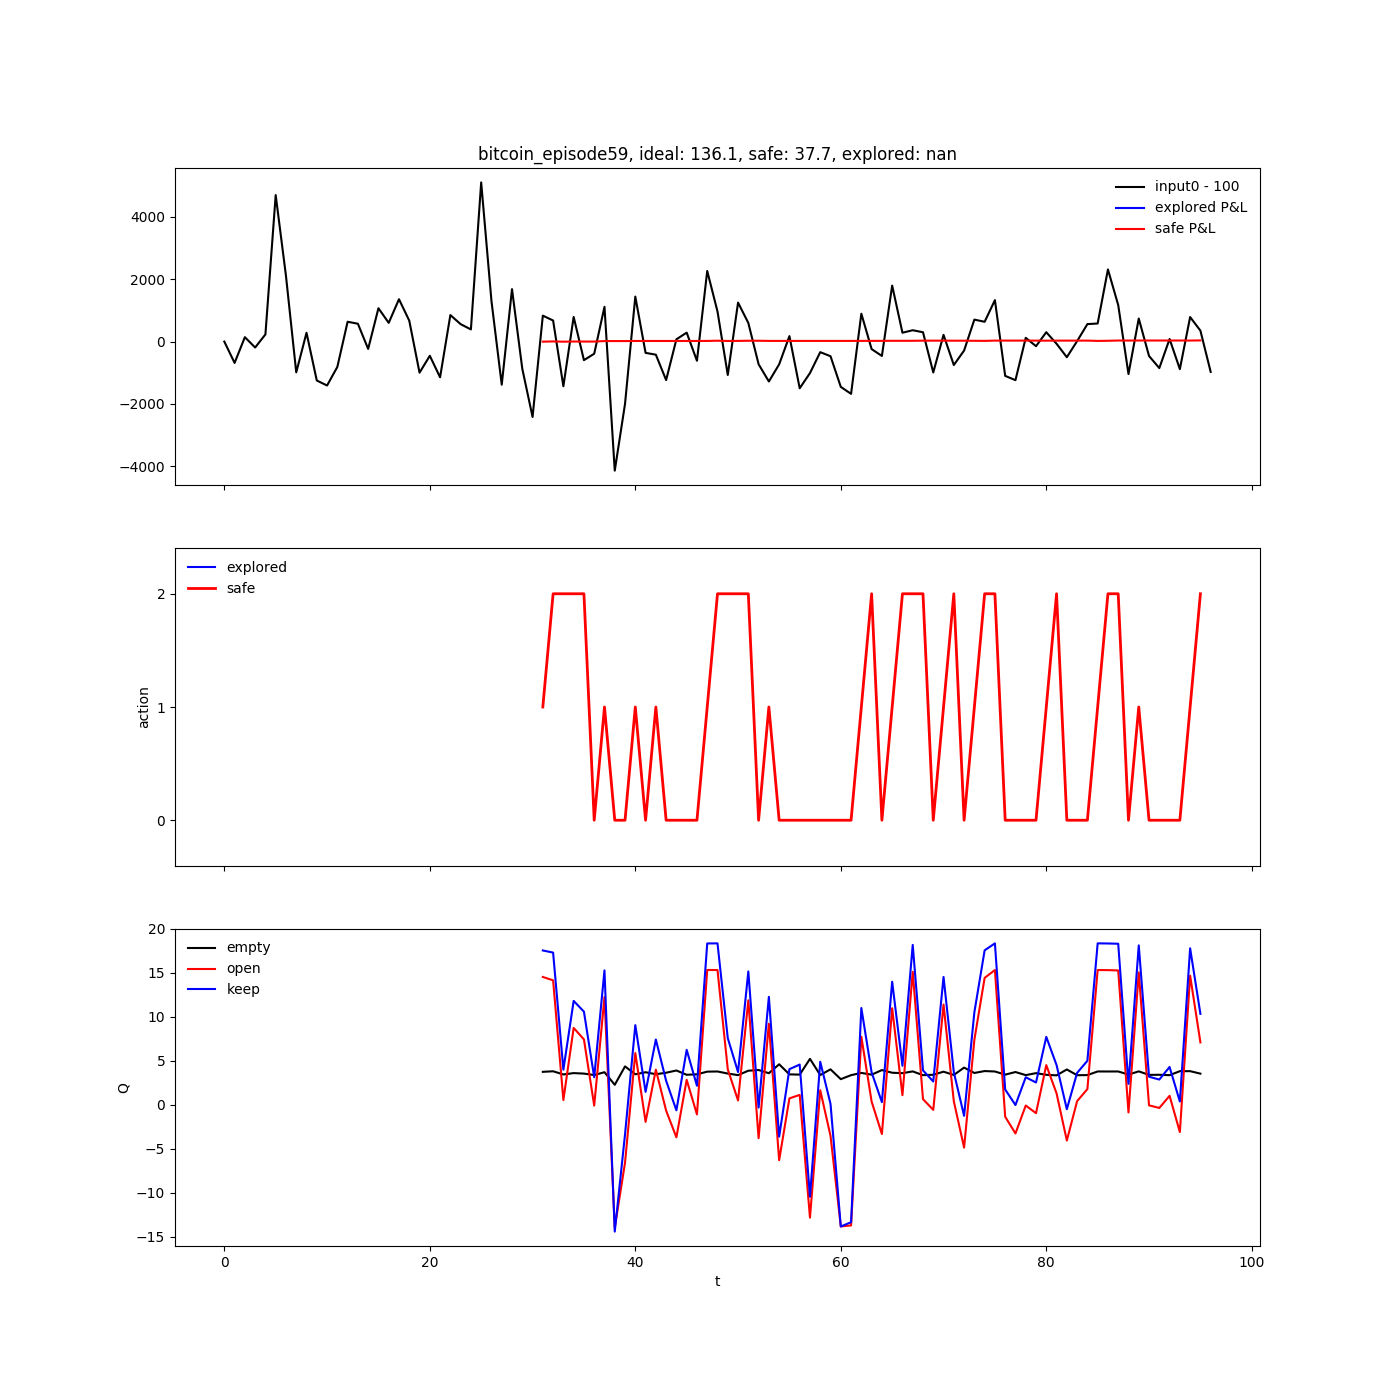 bitcoin_episode59, ideal: 136.1, safe: 37.7, explored: nan
input0 - 100
explored P&L
safe P&L
4000
2000
0
−2000
−4000
explored
safe
2
1
0
action
empty
open
keep
20
15
10
5
0
−5
−10
−15
Q
0 20 40 60 80 100
t